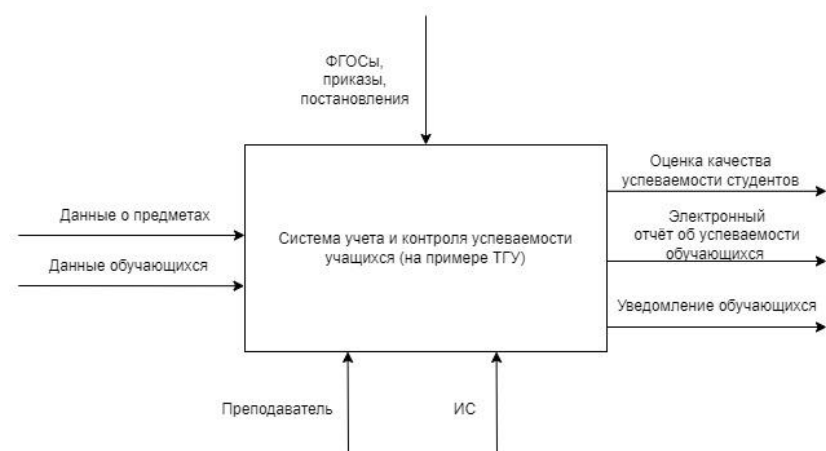 ФГОСы,
приказы,
постановления
Данные о предметах
Данные обучающихся
Система учета и контроля успеваемости
учащихся (на примере ТГУ)
Оценка качества
успеваемости студентов
Электронный
отчёт об успеваемости
обучающихся
Уведомление обучающихся
Преподаватель
ИС